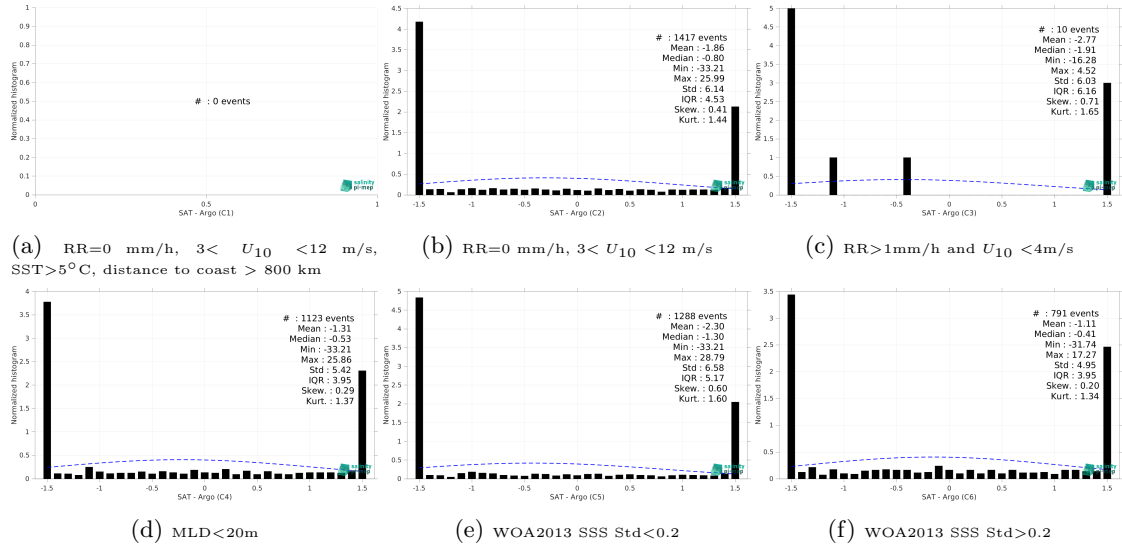 Normalized histogram
1
0.9
0.8
0.7
0.6
0.5
0.4
0.3
0.2
0.1
0
# : 0 events
salinity
pi-mep
0 0.5 1
SAT - Argo (C1)
(a) RR=0 mm/h, 3< U10 <12 m/s,
SST>5°C, distance to coast > 800 km
Normalized histogram
4.5
4
3.5
3
2.5
2
1.5
1
0.5
0
# : 1417 events
Mean : -1.86
Median : -0.80
Min : -33.21
Max : 25.99
Std : 6.14
IQR : 4.53
Skew. : 0.41
Kurt. : 1.44
salinity
pi-mep
-1.5 -1 -0.5 0 0.5 1 1.5
SAT - Argo (C2)
(b) RR=0 mm/h, 3< U10 <12 m/s
Normalized histogram
5
4.5
4
3.5
3
2.5
2
1.5
1
0.5
0
# : 10 events
Mean : -2.77
Median : -1.91
Min : -16.28
Max : 4.52
Std : 6.03
IQR : 6.16
Skew. : 0.71
Kurt. : 1.65
salinity
pi-mep
-1.5 -1 -0.5 0 0.5 1 1.5
SAT - Argo (C3)
(c) RR>1mm/h and U10 <4m/s
Normalized histogram
4
3.5
3
2.5
2
1.5
1
0.5
0
# : 1123 events
Mean : -1.31
Median : -0.53
Min : -33.21
Max : 25.86
Std : 5.42
IQR : 3.95
Skew. : 0.29
Kurt. : 1.37
salinity
pi-mep
-1.5 -1 -0.5 0 0.5 1 1.5
SAT - Argo (C4)
(d) MLD<20m
Normalized histogram
5
4.5
4
3.5
3
2.5
2
1.5
1
0.5
0
# : 1288 events
Mean : -2.30
Median : -1.30
Min : -33.21
Max : 28.79
Std : 6.58
IQR : 5.17
Skew. : 0.60
Kurt. : 1.60
salinity
pi-mep
-1.5 -1 -0.5 0 0.5 1 1.5
SAT - Argo (C5)
(e) WOA2013 SSS Std<0.2
Normalized histogram
3.5
3
2.5
2
1.5
1
0.5
0
# : 791 events
Mean : -1.11
Median : -0.41
Min : -31.74
Max : 17.27
Std : 4.95
IQR : 3.95
Skew. : 0.20
Kurt. : 1.34
salinity
pi-mep
-1.5 -1 -0.5 0 0.5 1 1.5
SAT - Argo (C6)
(f) WOA2013 SSS Std>0.2